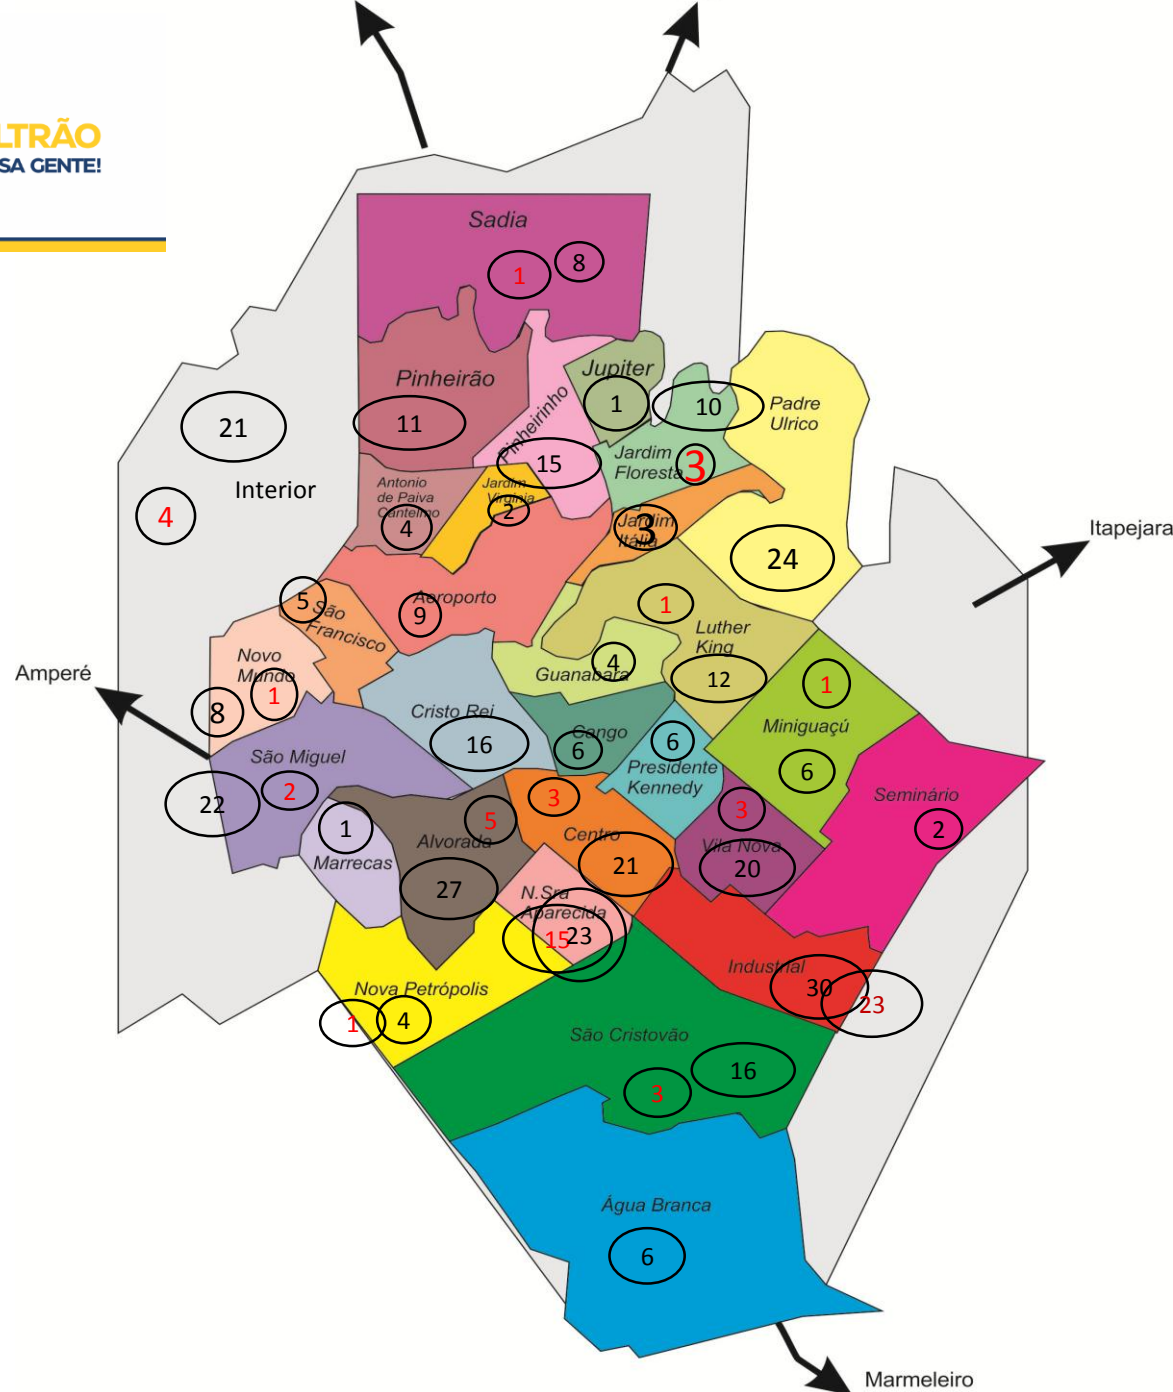 LTRÃO
SA GENTE!
Sadia
1
8
Pinheirão
11
Pinheirinho
15
Jupiter
1
10
Jardim
Floresta
3
Padre
Ulrico
24
21
Interior
4
Antonio
de Paiva
Cantelmo
4
Jardim
Virginia
2
Jardim
Itália
3
Itapejara
5
São
Francisco
Aeroporto
9
1
Luther
King
12
Guanabara
4
Novo
Mundo
1
8
Amperé
Cristo Rei
16
Cango
6
6
Presidente
Kennedy
1
Miniguaçú
6
São Miguel
2
22
1
Marrecas
Alvorada
5
27
3
Centro
21
3
Vila Nova
20
Seminário
2
N.Sra
Aparecida
15
23
Industrial
30
23
Nova Petrópolis
1
4
São Cristovão
16
3
Água Branca
6
Marmeleiro